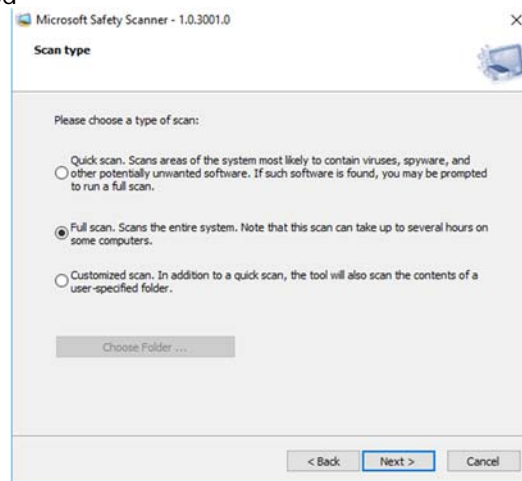 Microsoft Safety Scanner - 1.0.3001.0
Scan type
Please choose a type of scan:
Quick scan. Scans areas of the system most likely to contain viruses, spyware, and
other potentially unwanted software. If such software is found, you may be prompted
to run a full scan.
Full scan. Scans the entire system. Note that this scan can take up to several hours on
some computers.
Customized scan. In addition to a quick scan, the tool will also scan the contents of a
user-specified folder.
Choose Folder ...
< Back Next > Cancel